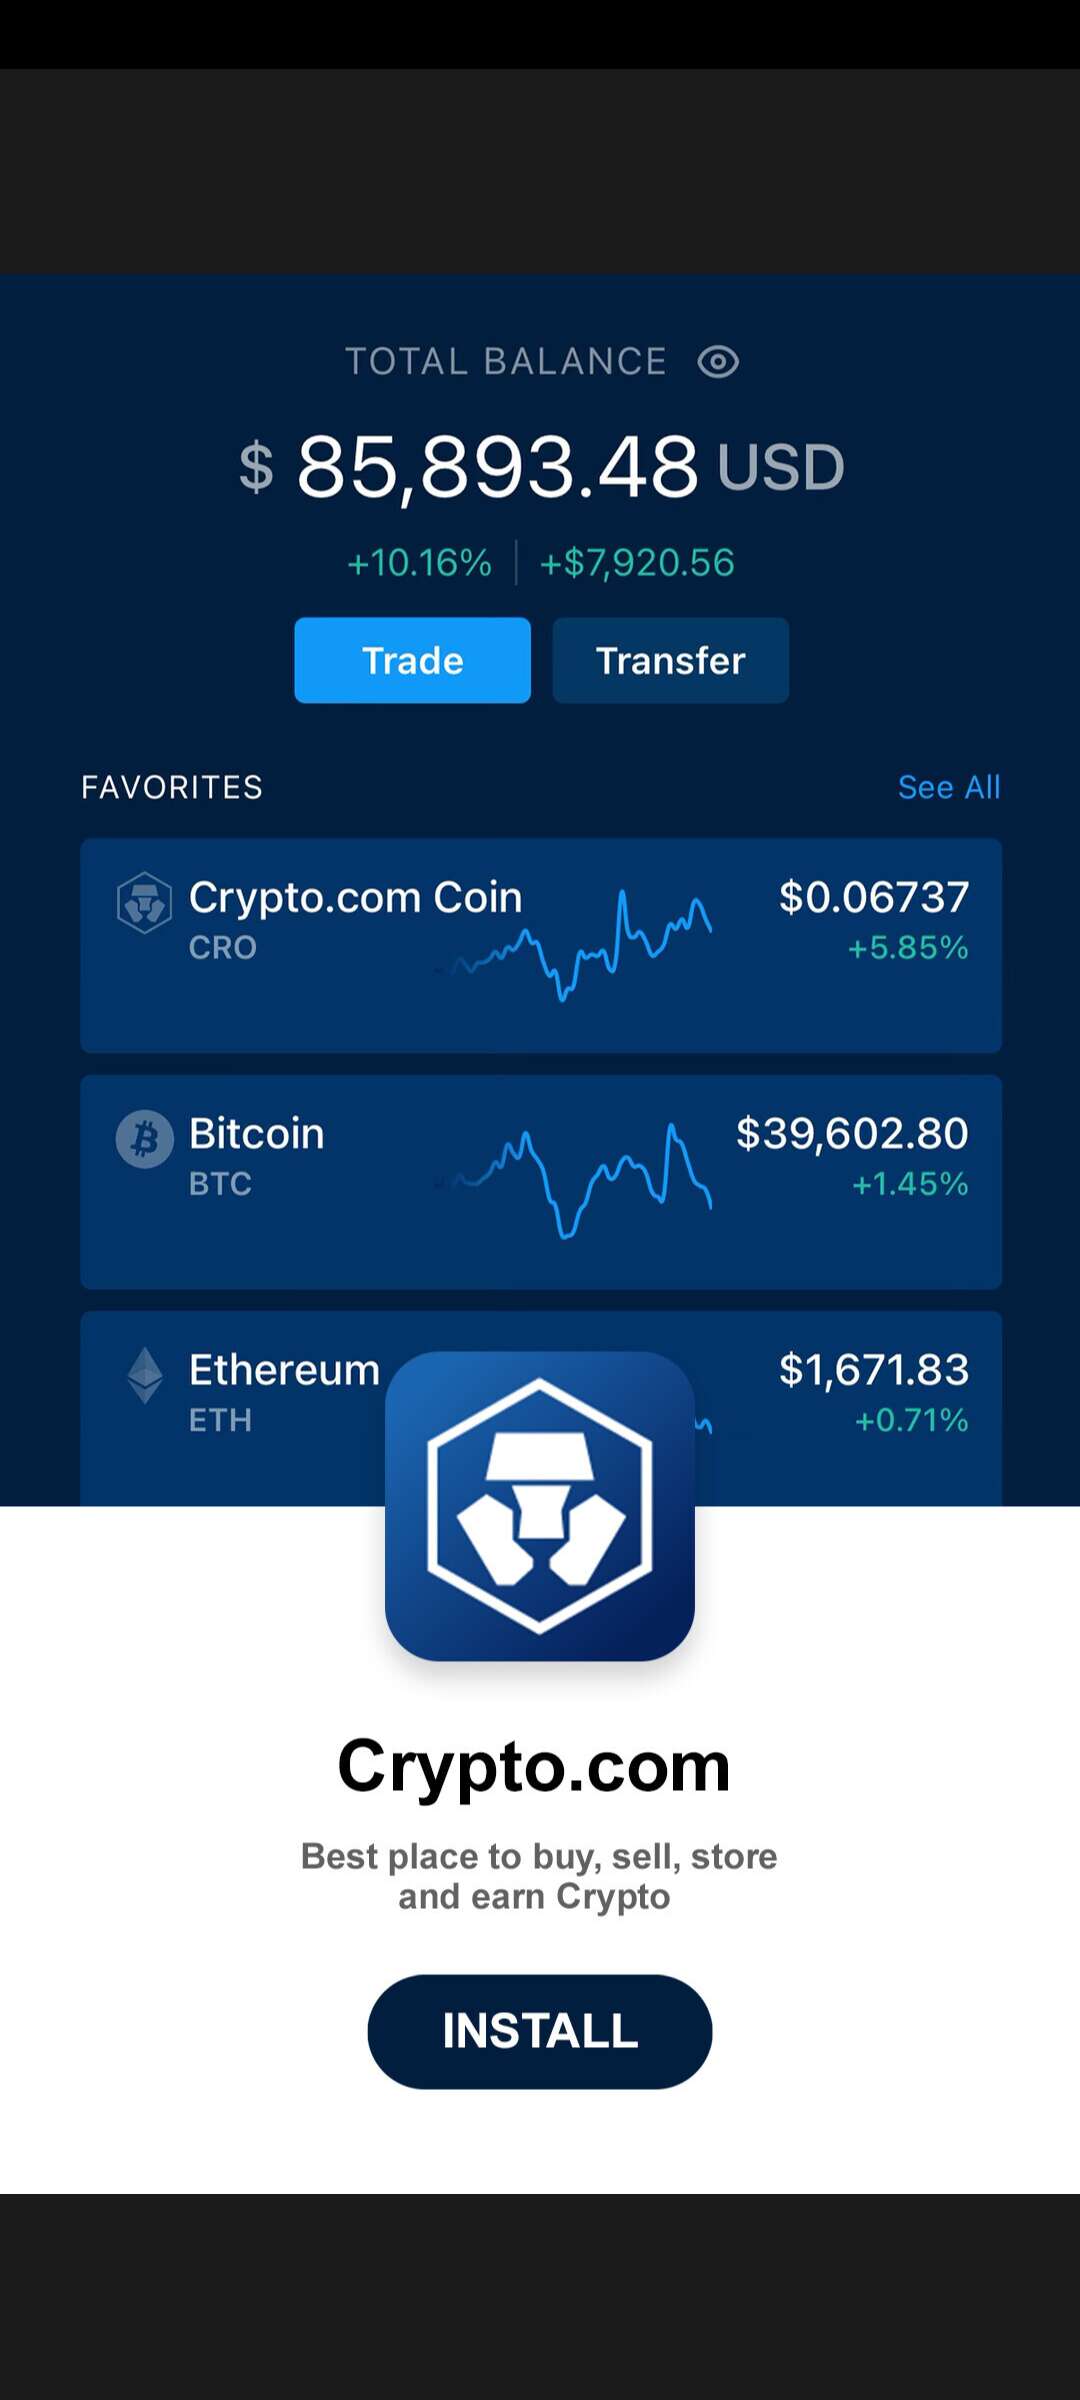 TOTAL BALANCE
$ 85,893.48 USD
+10.16% +$7,920.56
Trade Transfer
FAVORITES See All
Crypto.com Coin $0.06737
CRO +5.85%
Bitcoin $39,602.80
BTC +1.45%
Ethereum $1,671.83
ETH +0.71%
Crypto.com
Best place to buy, sell, store
and earn Crypto
INSTALL